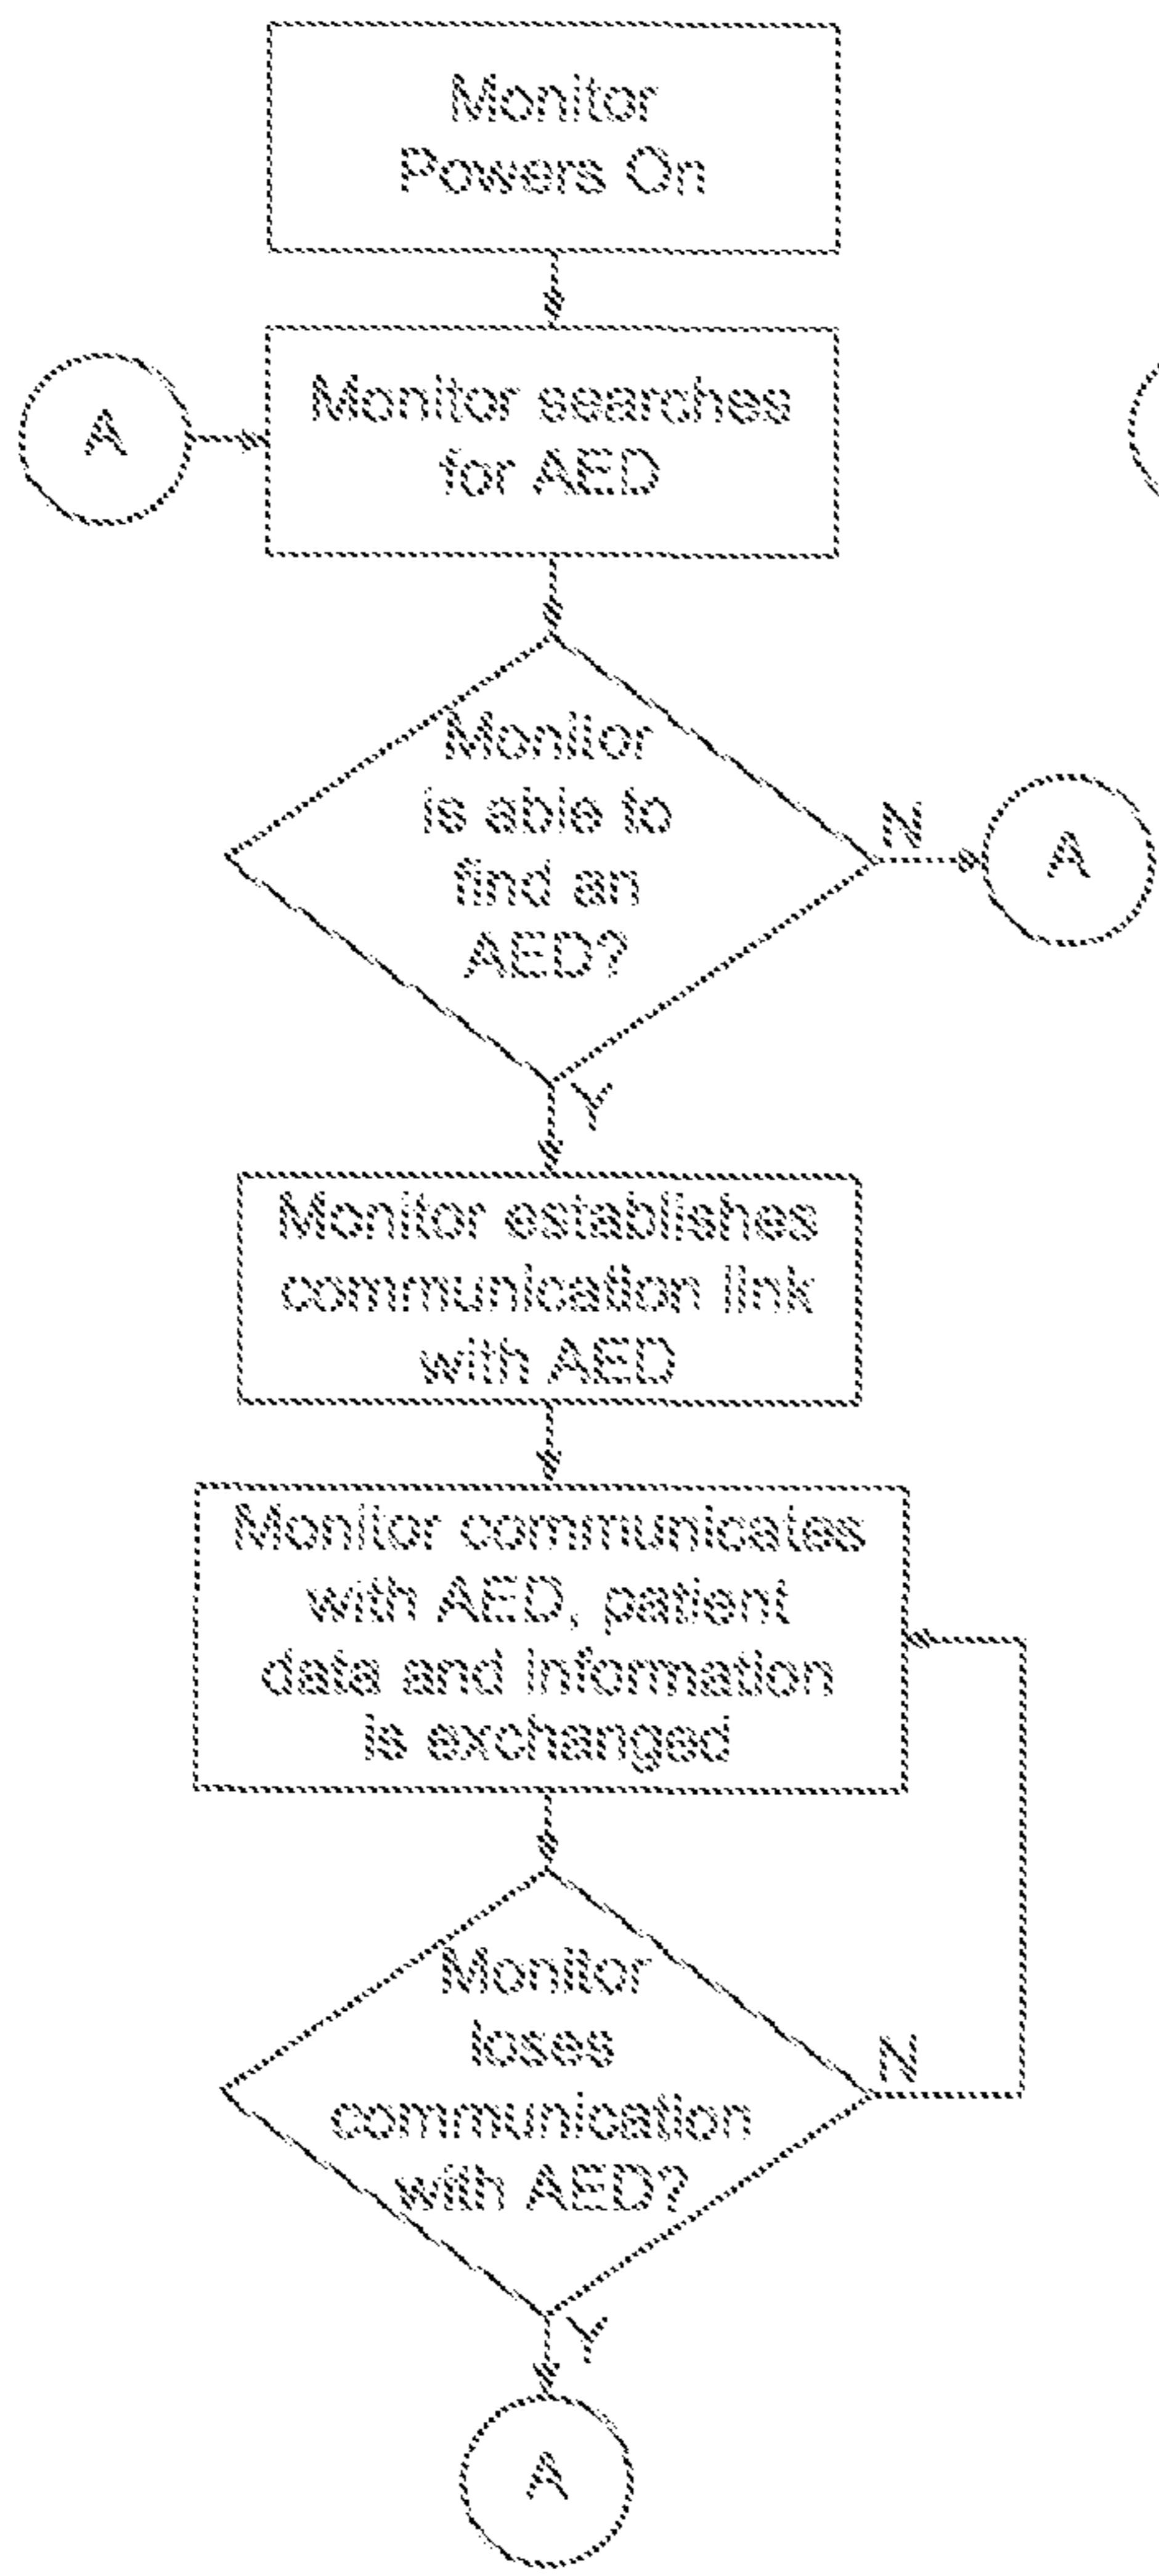 Monitor
Powers On
A
Monitor searches
for AED
Monitor
is able to
find an
AED?
N
A
Y
Monitor establishes
communication link
with AED
Monitor communicates
with AED, patient
data and information
is exchanged
Monitor
loses
communication
with AED?
N
Y
A